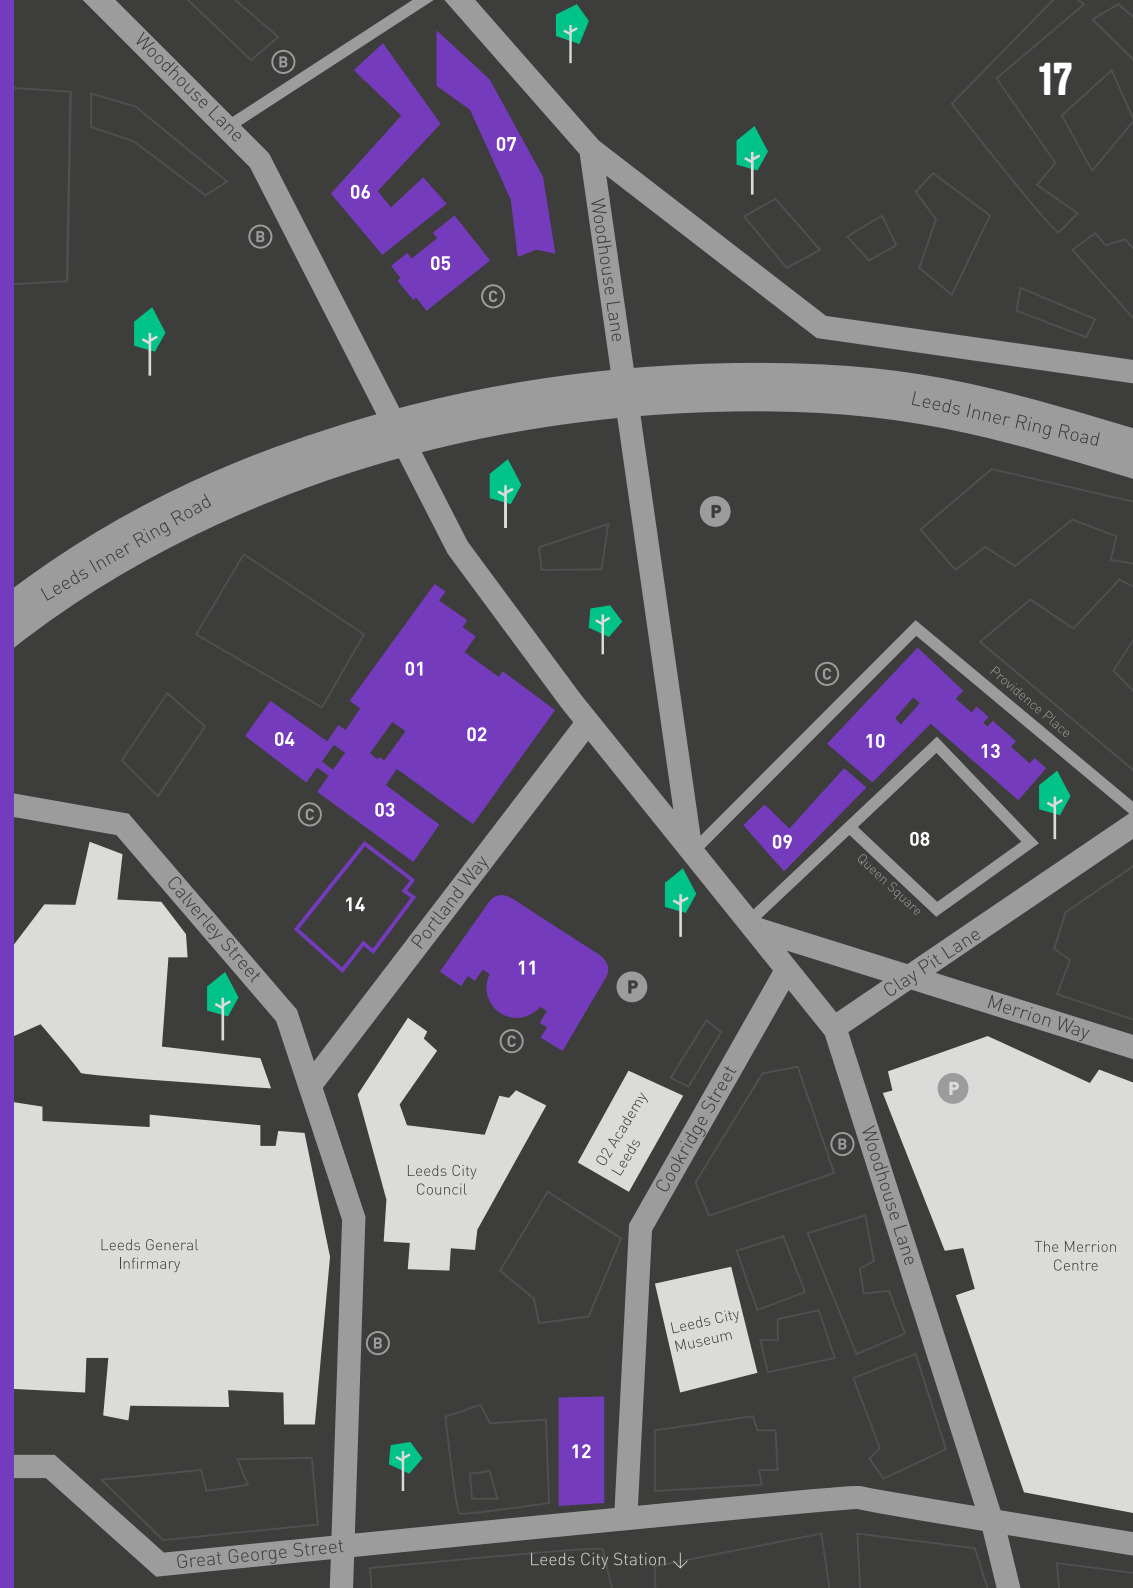 17
Woodhouse Lane
B
07
06
Woodhouse Lane
B
05
C
Leeds Inner Ring Road
Leeds Inner Ring Road
P
01
C
Providence Place
04
02
10
13
03
C
09
08
Queen Square
14
Calverley Street
Portland Way
11
P
Clay Pit Lane
Merrion Way
C
P
O2 Academy
Leeds
Cookridge Street
B
Woodhouse Lane
Leeds City
Council
Leeds General
Infirmary
The Merrion
Centre
Leeds City
Museum
B
12
Great George Street
Leeds City Station ↓